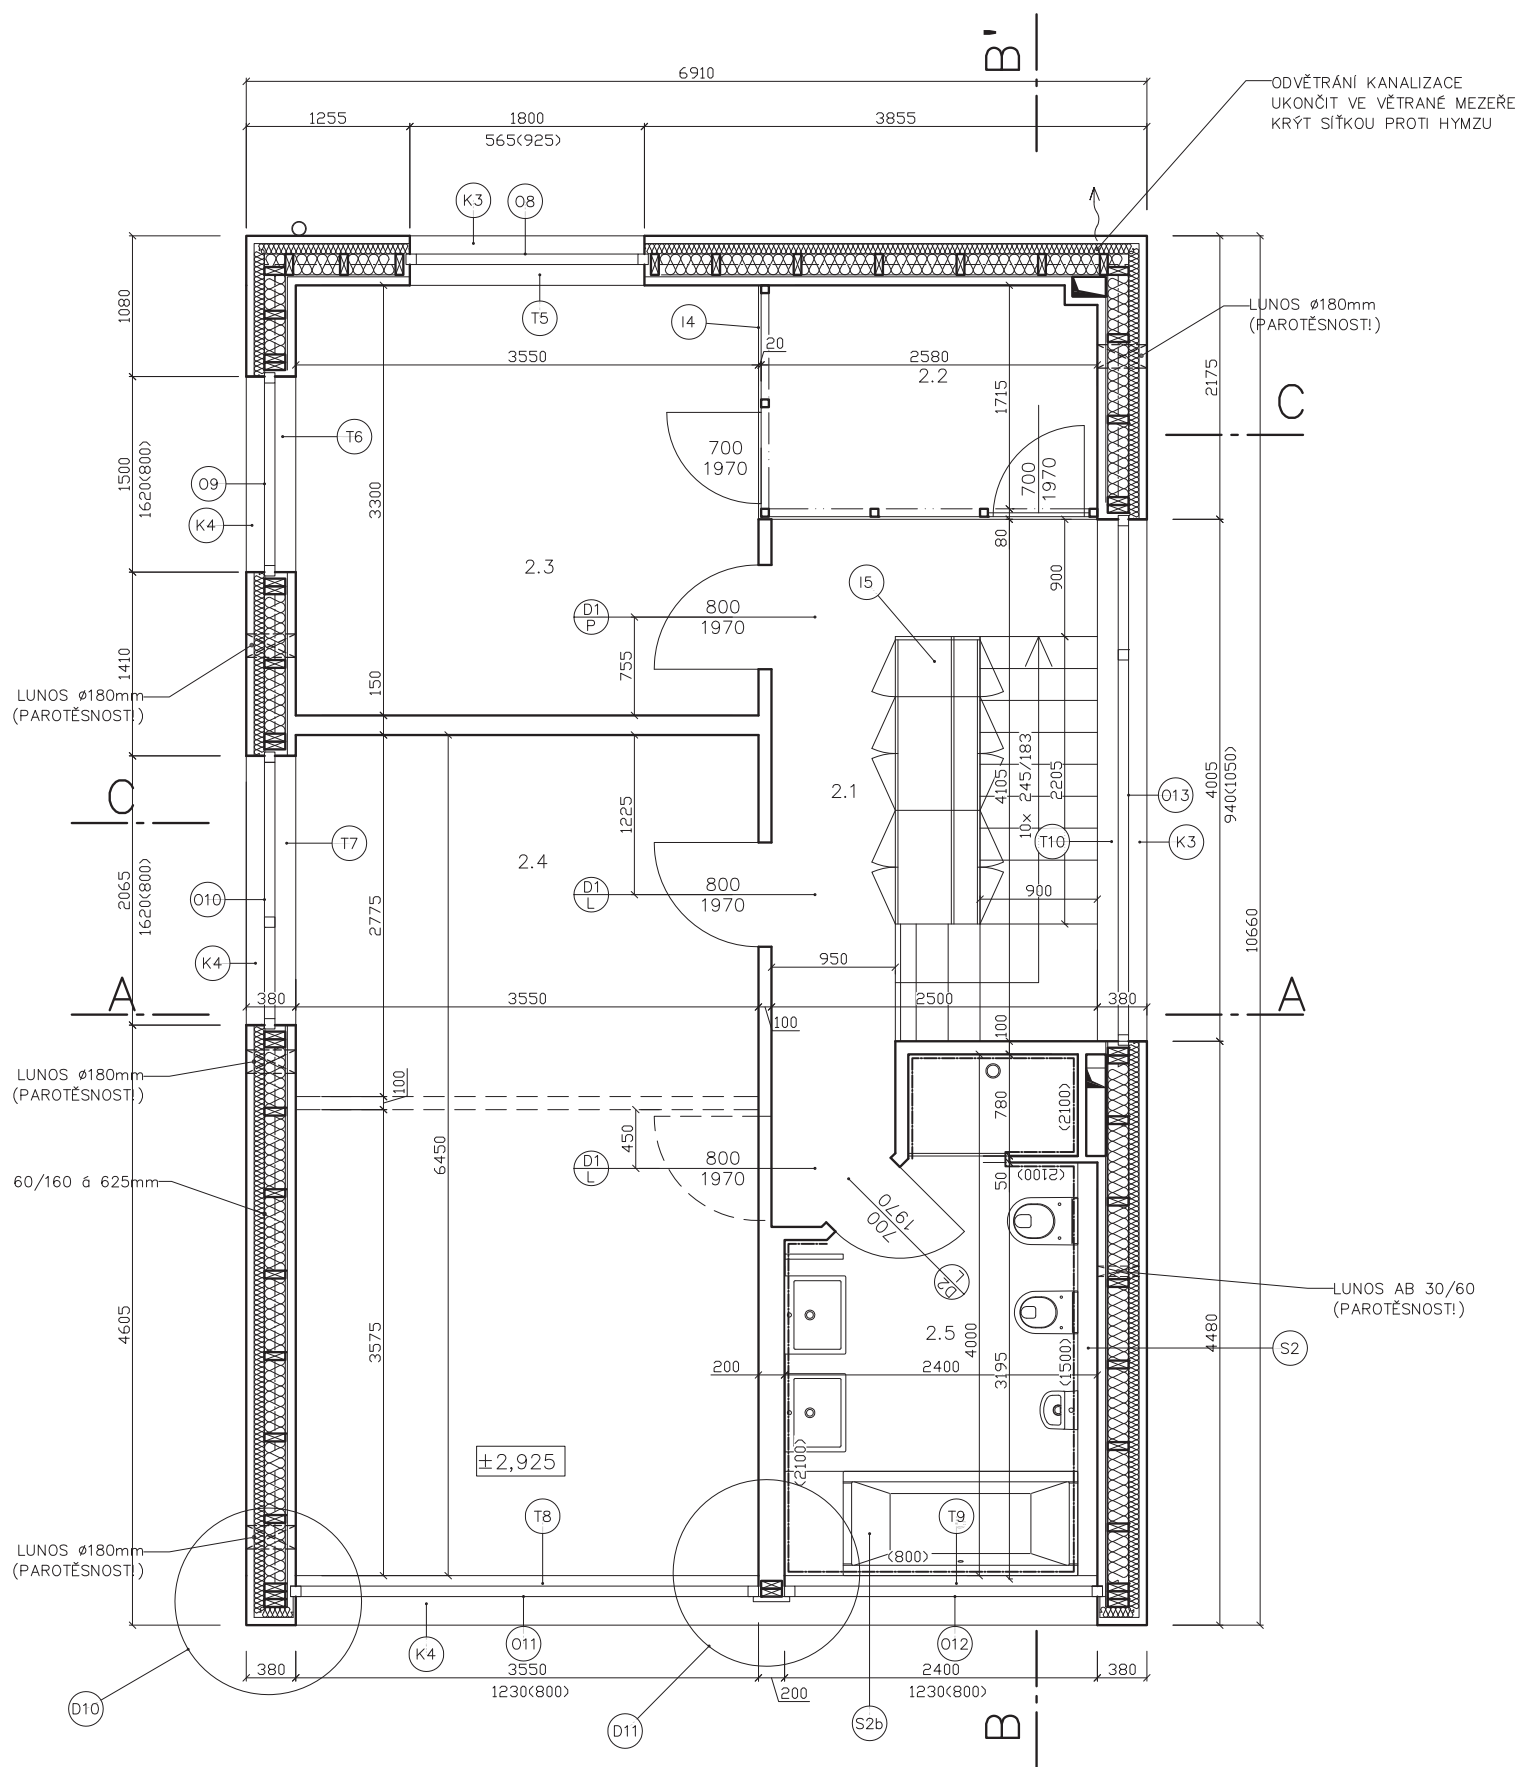 B'
6910
ODVĚTRÁNÍ KANALIZACE
UKONČIT VE VĚTRANÉ MEZEŘE
KRÝT SÍŤKOU PROTI HYMZU
1255
1800
3855
565(925)
K3
O8
1080
T5
I4
LUNOS ø180mm
(PAROTĚSNOST!)
3550
20
2580
2.2
1715
2175
C
T6
700
1970
700
1970
O9
1500
1620(800)
K4
3300
80
2.3
900
I5
D1
P
800
1970
755
1410
150
LUNOS ø180mm
(PAROTĚSNOST!)
C
1225
2.1
4105
10x 245/183
2205
4005
940(1050)
O13
T7
T10
K3
2.4
D1
L
800
1970
900
2065
1620(800)
O10
2775
10660
K4
950
A
380
3550
2500
380
A
100
100
LUNOS ø180mm
(PAROTĚSNOST!)
100
780
(2100)
450
6450
D1
L
800
1970
60/160 á 625mm
50
(2100)
700
1970
D2
L
LUNOS AB 30/60
(PAROTĚSNOST!)
4605
3575
2.5
4000
3195
(1500)
4480
S2
200
2400
±2,925
(2100)
T8
T9
LUNOS ø180mm
(PAROTĚSNOST!)
(800)
K4
O11
O12
380
3550
2400
380
1230(800)
200
1230(800)
D10
D11
S2b
B